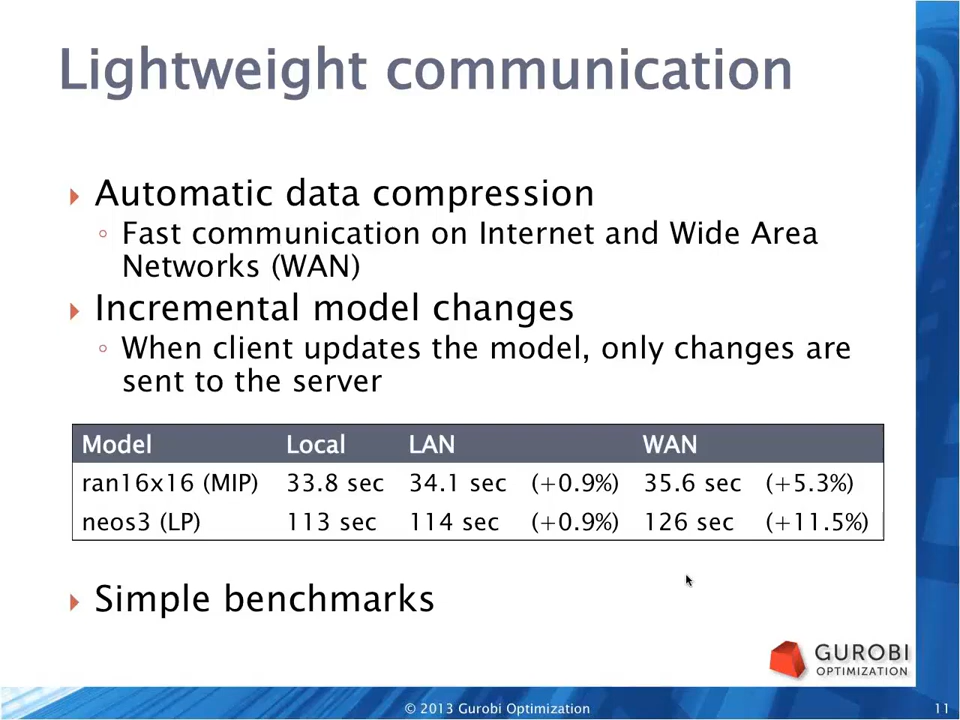 Lightweight communication
Automatic data compression
Fast communication on Internet and Wide Area
Networks (WAN)
Incremental model changes
When client updates the model, only changes are
sent to the server
Model Local LAN WAN
ran16x16 (MIP) 33.8 sec 34.1 sec (+0.9%) 35.6 sec (+5.3%)
neos3 (LP) 113 sec 114 sec (+0.9%) 126 sec (+11.5%)
Simple benchmarks
GUROBI
OPTIMIZATION
© 2013 Gurobi Optimization 11